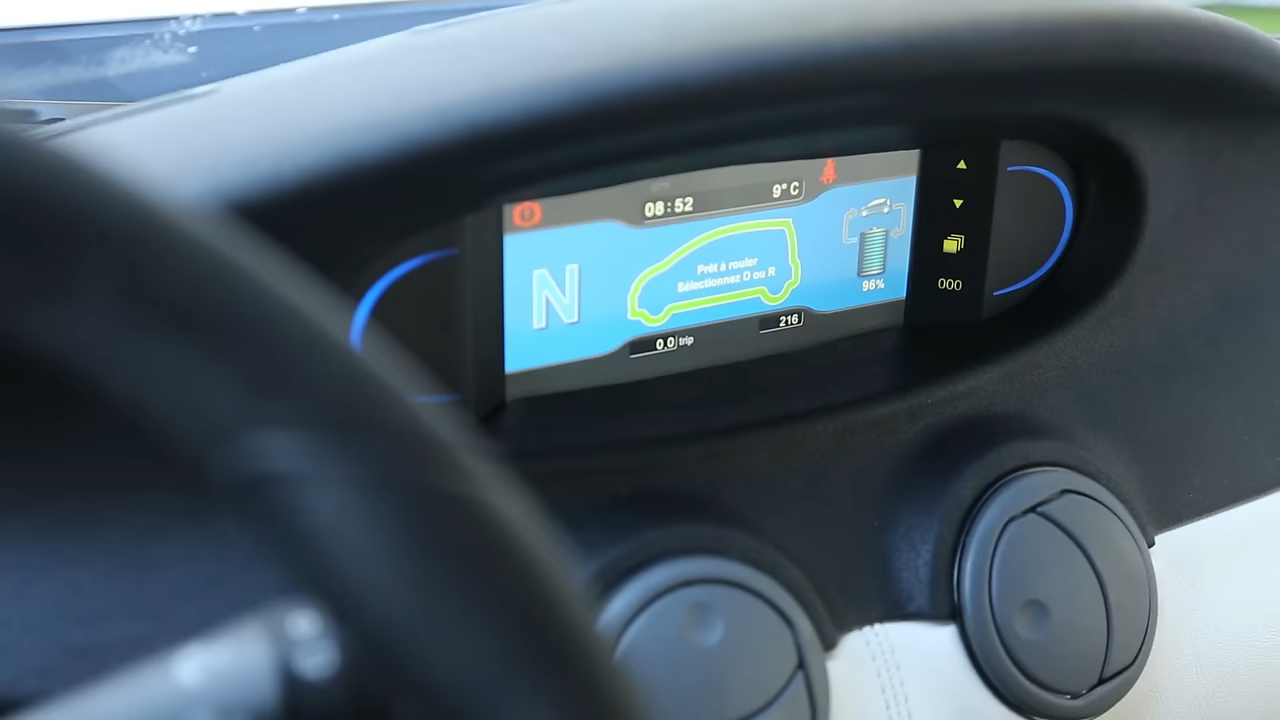 08:52
9° C
N
Prêt à rouler
Sélectionnez D ou R
96%
000
216
0.0 trip